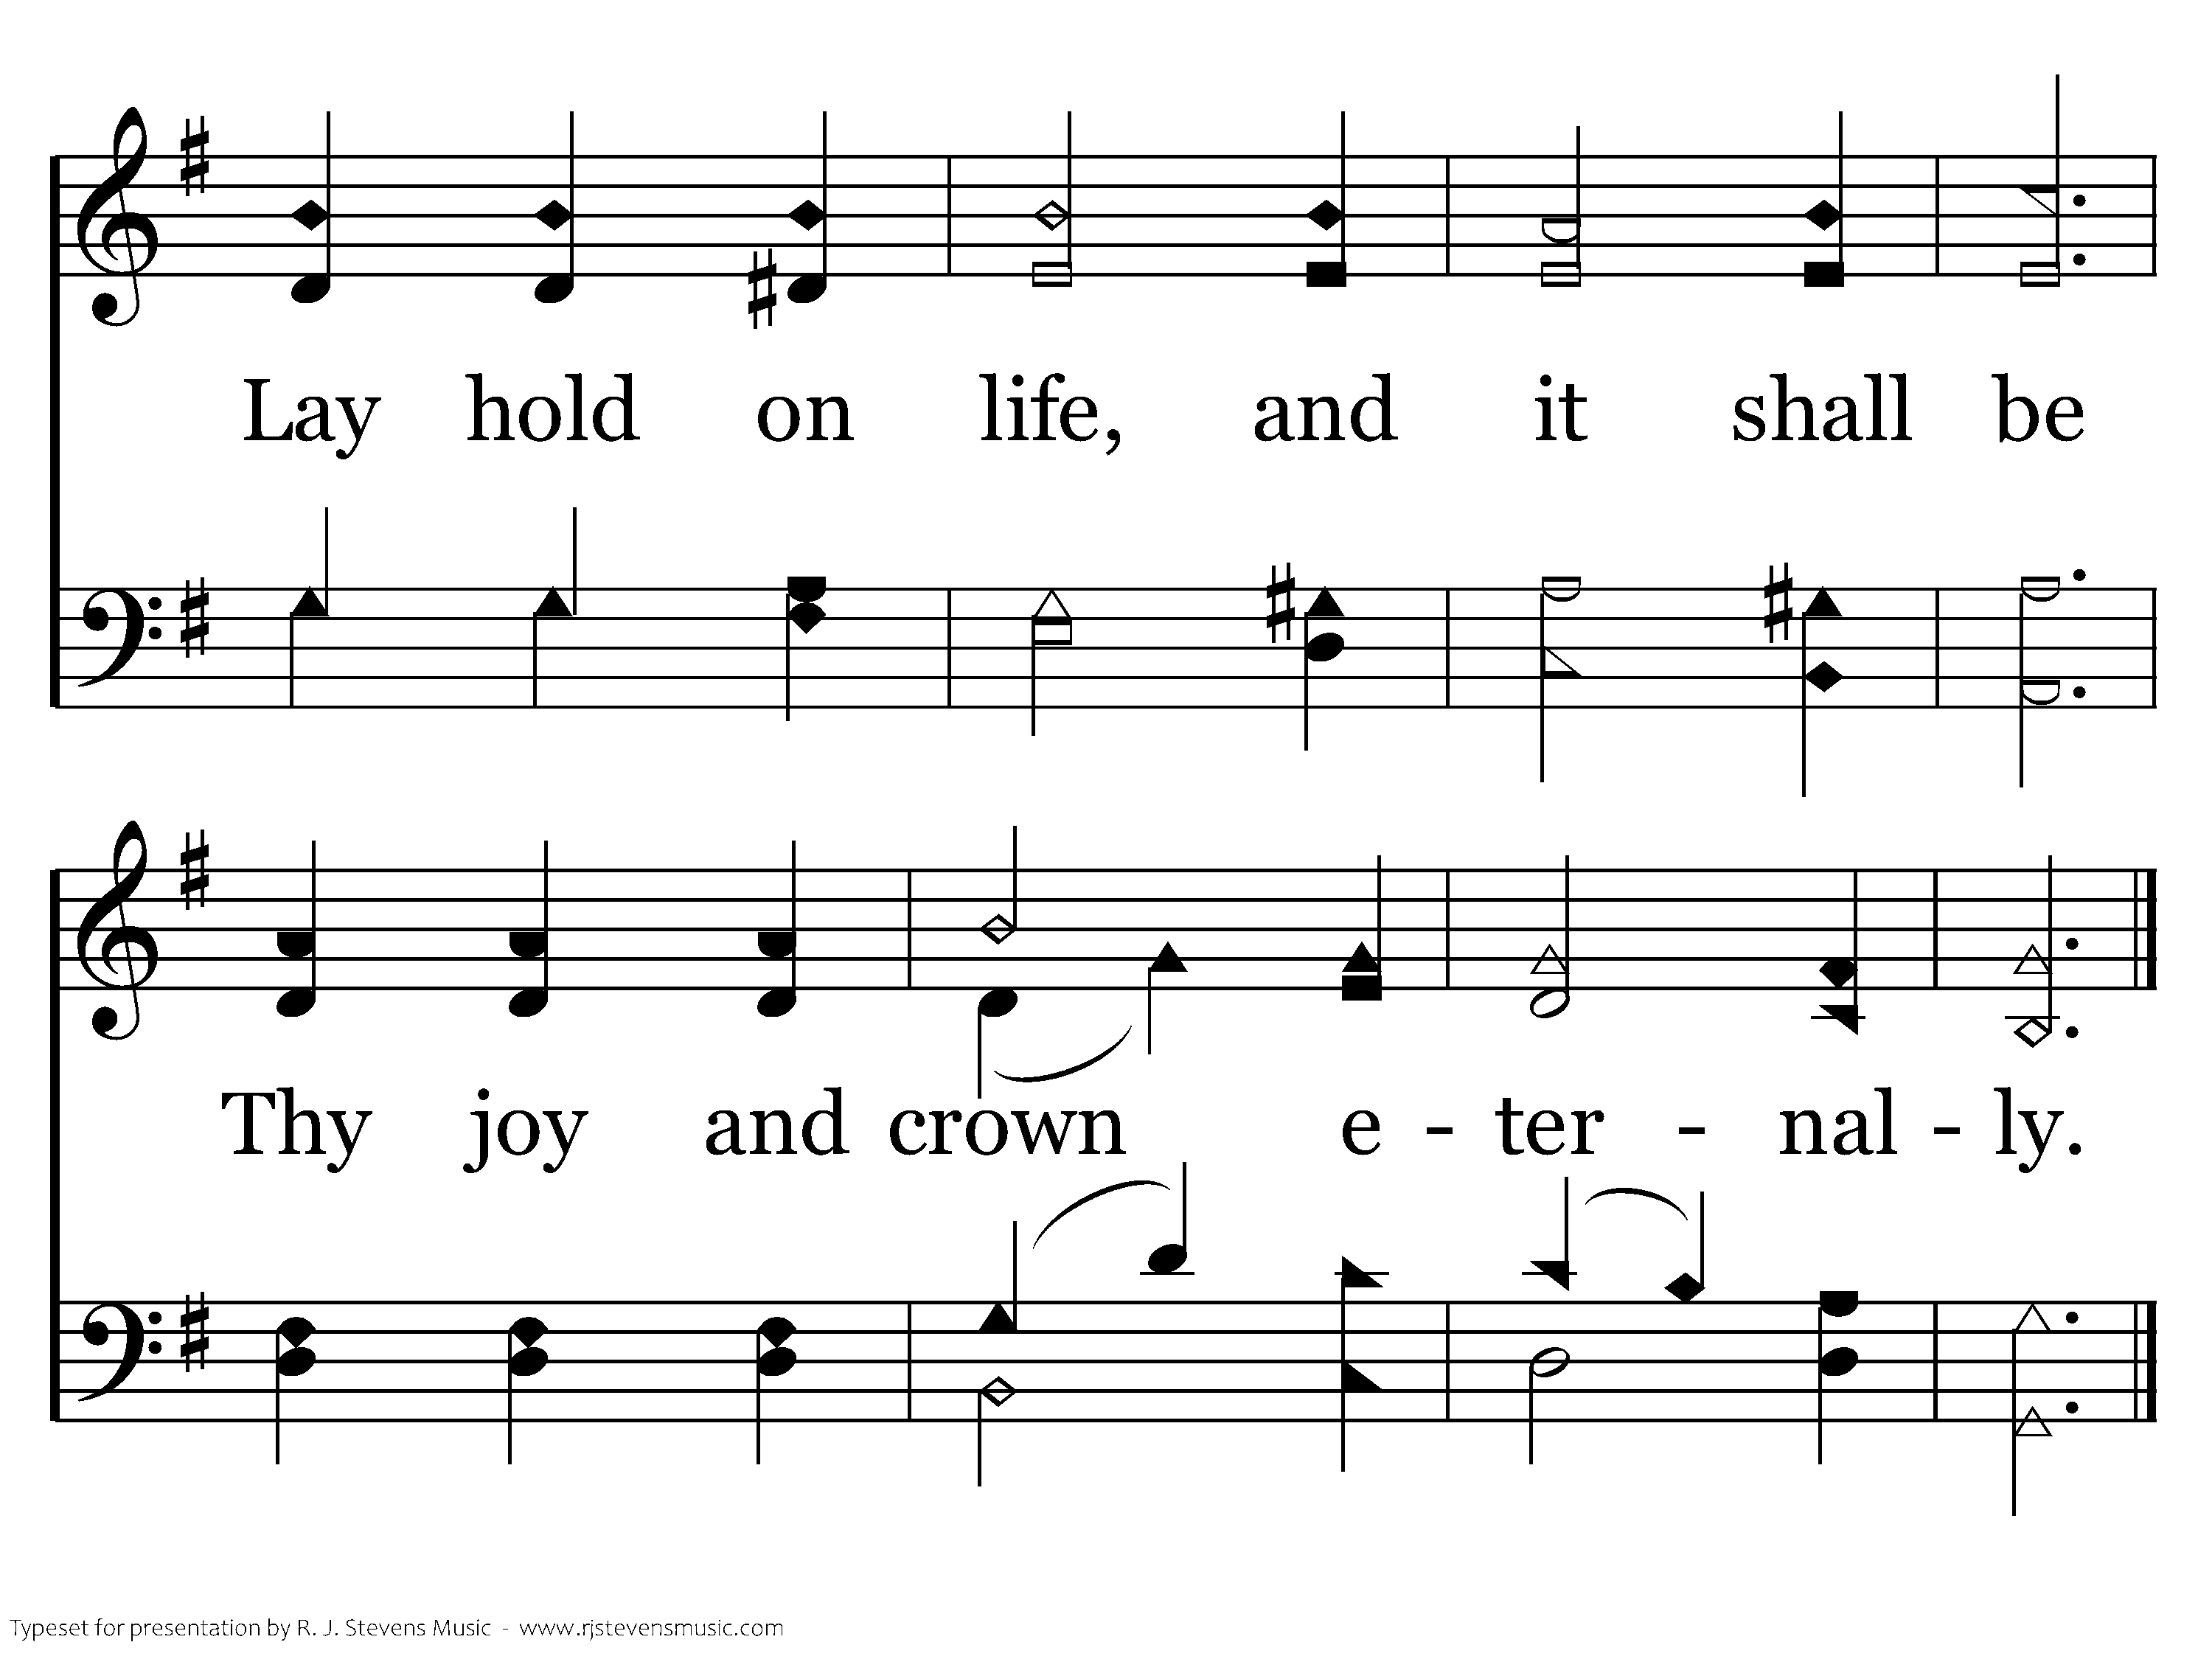 Lay hold on life, and it shall be
Thy joy and crown e - ter - nal - ly.
Typeset for presentation by R. J. Stevens Music - www.rjstevensmusic.com